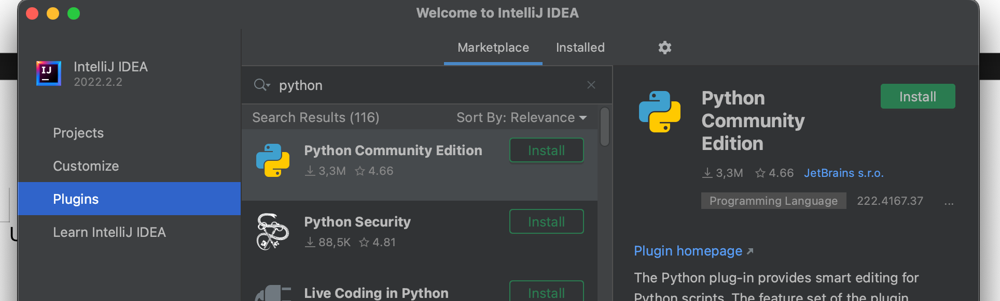 Welcome to IntelliJ IDEA
IJ
IntelliJ IDEA
2022.2.2
Projects
Customize
Plugins
Learn IntelliJ IDEA
Marketplace Installed
python
Search Results (116) Sort By: Relevance
Python Community Edition Install
3,3M 4.66
Python Security Install
88,5K 4.81
Live Coding in Python Install
Python
Community
Edition
Install
3,3M 4.66 JetBrains s.r.o.
Programming Language 222.4167.37 ...
Plugin homepage
The Python plug-in provides smart editing for
Python scripts. The feature set of the plugin